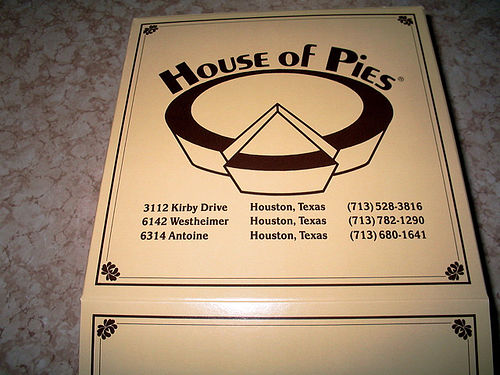 House of Pies®
3112 Kirby Drive Houston, Texas (713) 528-3816
6142 Westheimer Houston, Texas (713) 782-1290
6314 Antoine Houston, Texas (713) 680-1641